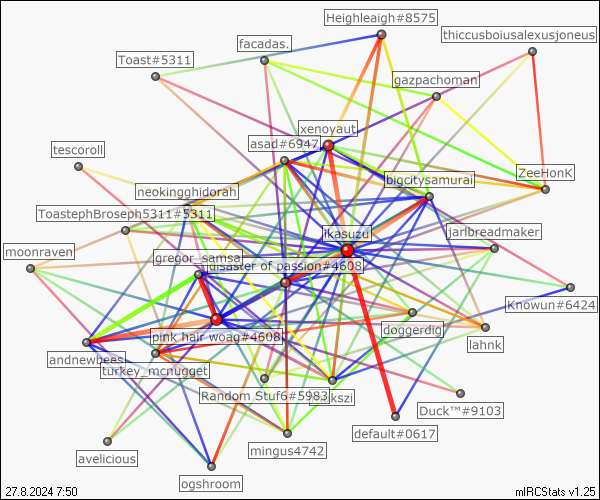 Heighleigh#8575
thiccusboiusalexusjoneus
facadas.
Toast#5311
gazpachoman
xenoyaut
asad#6947
tescoroll
ZeeHonK
bigcitysamurai
neokingghidorah
ToastephBroseph5311#5311
jarlbreadmaker
ikasuzu
moonraven
gregor_samsa
disaster of passion#4608
Knowun#6424
doggerdig
pink hair woag#4608
lahnk
andnewbees
turkey_mcnugget
Random Stuf6#5983
kszi
Duck™#9103
default#0617
mingus4742
avelicious
ogshroom
27.8.2024 7:50
mIRCStats v1.25